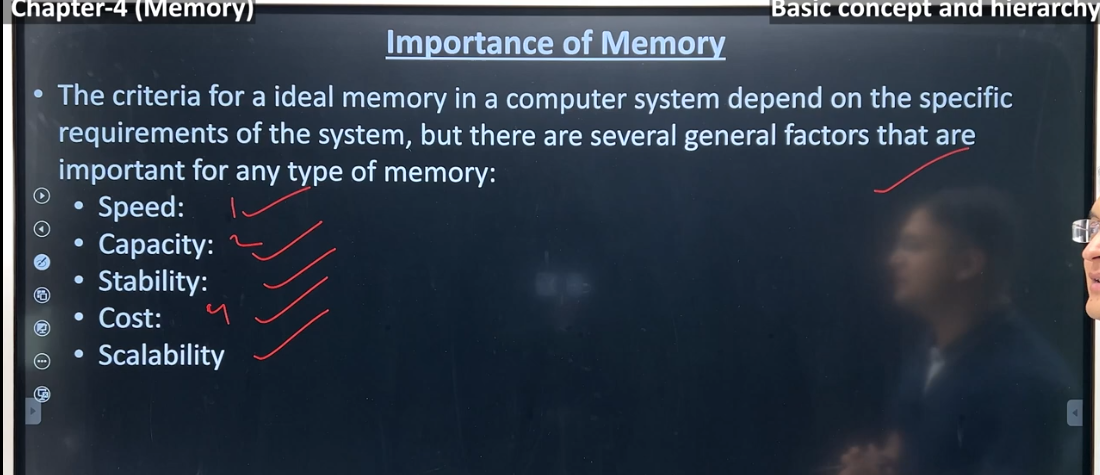 Chapter-4 (Memory)
Basic concept and hierarchy
Importance of Memory
• The criteria for a ideal memory in a computer system depend on the specific
requirements of the system, but there are several general factors that are
important for any type of memory:
• Speed: 1
• Capacity: 2
• Stability:
• Cost: 4
• Scalability